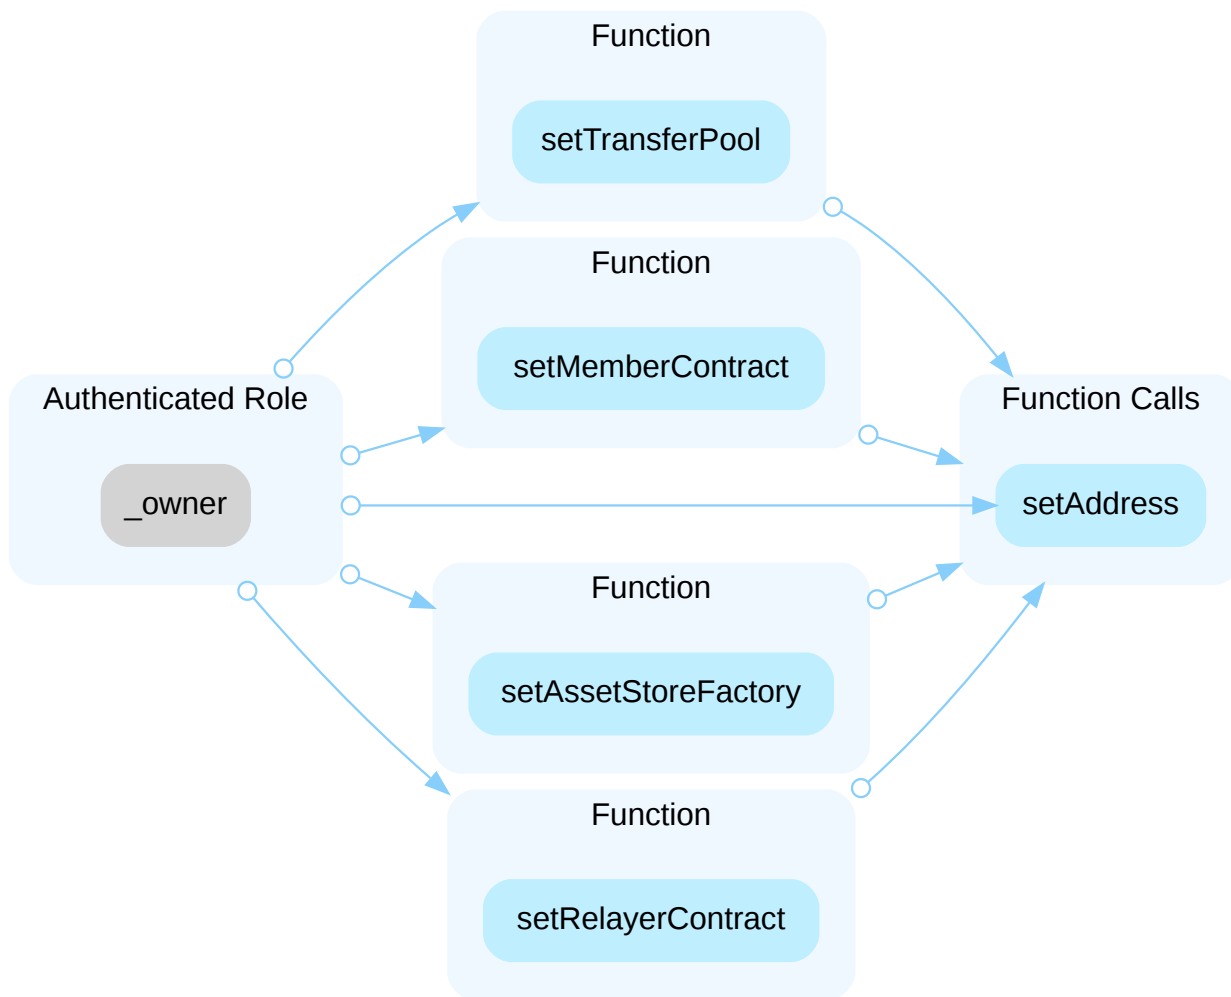 Function
setTransferPool
Function
setMemberContract
Authenticated Role
_owner
Function Calls
setAddress
Function
setAssetStoreFactory
Function
setRelayerContract